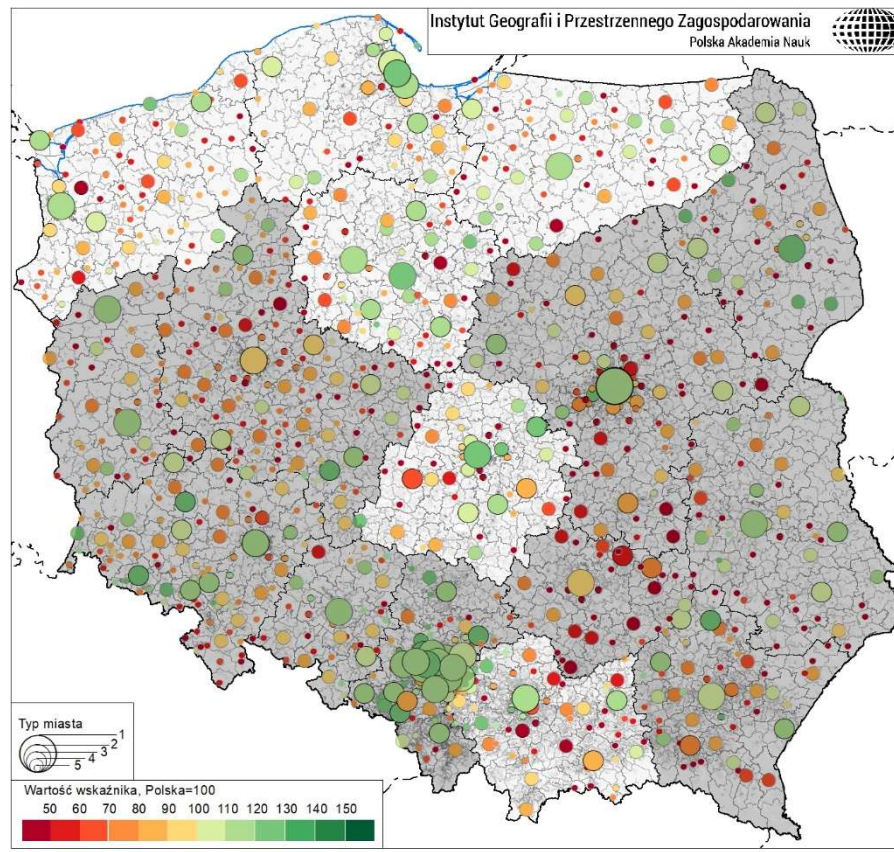 Instytut Geografii i Przestrzennego Zagospodarowania
Polska Akademia Nauk
Typ miasta
1
2
3
4
5
Wartość wskaźnika, Polska=100
50 60 70 80 90 100 110 120 130 140 150